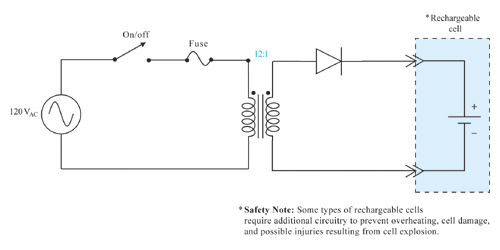 * Rechargeable
cell
On/off
Fuse
12:1
120 VAC
+
−
* Safety Note: Some types of rechargeable cells
require additional circuitry to prevent overheating, cell damage,
and possible injuries resulting from cell explosion.